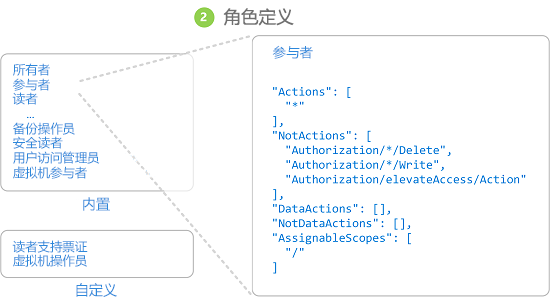 2 角色定义
所有者
参与者
读者
...
备份操作员
安全读者
用户访问管理员
虚拟机参与者
内置
读者支持票证
虚拟机操作员
自定义
参与者
"Actions": [
"*"
],
"NotActions": [
"Authorization/*/Delete",
"Authorization/*/Write",
"Authorization/elevateAccess/Action"
],
"DataActions": [],
"NotDataActions": [],
"AssignableScopes": [
"/"
]